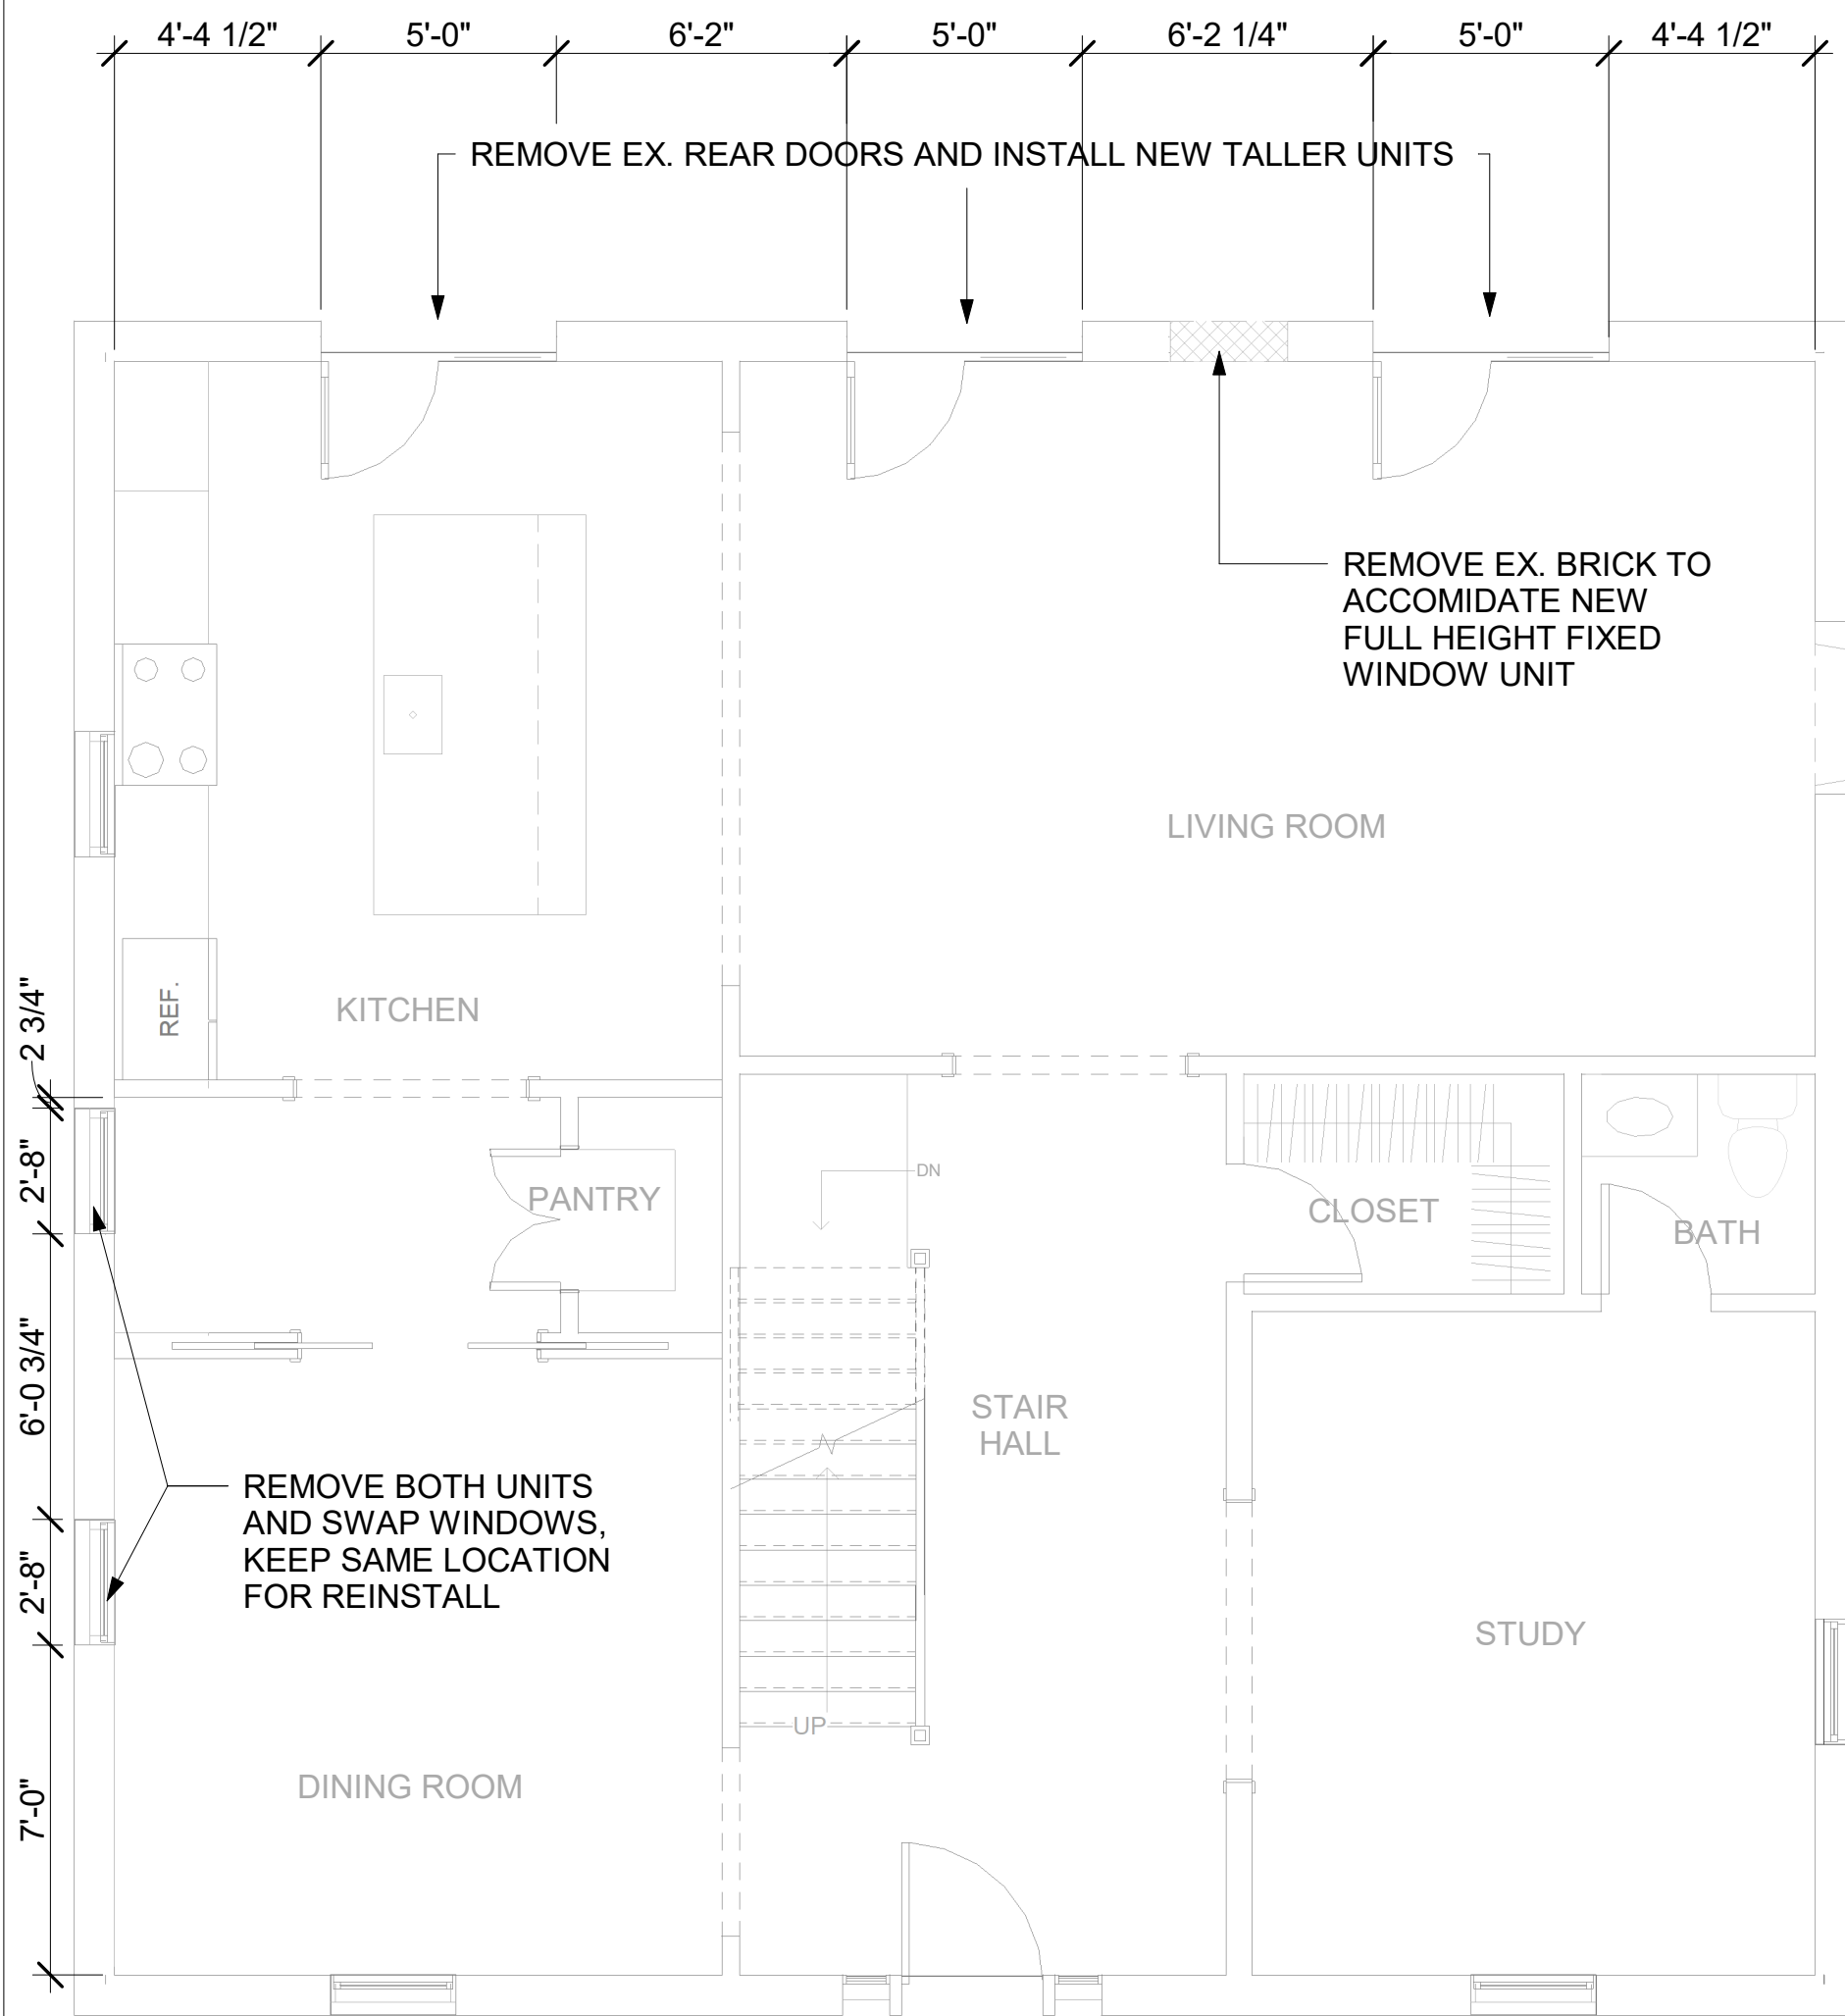 4'-4 1/2" 5'-0" 6'-2" 5'-0" 6'-2 1/4" 5'-0" 4'-4 1/2"
REMOVE EX. REAR DOORS AND INSTALL NEW TALLER UNITS
REMOVE EX. BRICK TO
ACCOMIDATE NEW
FULL HEIGHT FIXED
WINDOW UNIT
LIVING ROOM
REF.
KITCHEN
2 3/4"
2'-8"
PANTRY
DN
CLOSET
BATH
6'-0 3/4"
STAIR
HALL
REMOVE BOTH UNITS
AND SWAP WINDOWS,
KEEP SAME LOCATION
FOR REINSTALL
2'-8"
STUDY
UP
DINING ROOM
7'-0"